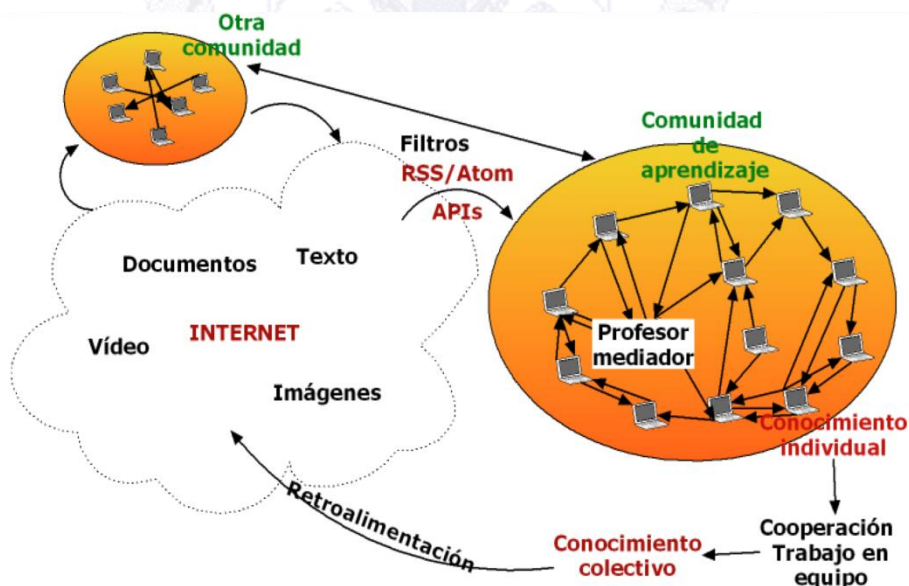 Otra
comunidad
Filtros
RSS/Atom
APIs
Comunidad
de
aprendizaje
Documentos
Texto
Vídeo
INTERNET
Imágenes
Profesor
mediador
Conocimiento
individual
Retroalimentación
Conocimiento
colectivo
Cooperación
Trabajo en
equipo